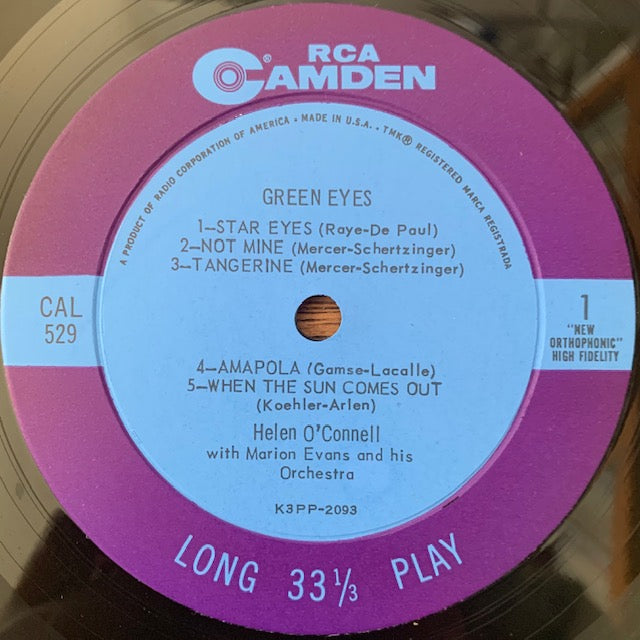 RCA
CAMDEN
A PRODUCT OF RADIO CORPORATION OF AMERICA • MADE IN U.S.A. • TMK® REGISTERED MARCA REGISTRADA
GREEN EYES
1—STAR EYES (Raye-De Paul)
2—NOT MINE (Mercer-Schertzinger)
3—TANGERINE (Mercer-Schertzinger)
CAL
529
1
"NEW
ORTHOPHONIC"
HIGH FIDELITY
4—AMAPOLA (Gamse-Lacalle)
5—WHEN THE SUN COMES OUT
(Koehler-Arlen)
Helen O'Connell
with Marion Evans and his
Orchestra
K3PP-2093
LONG 33 1/3 PLAY